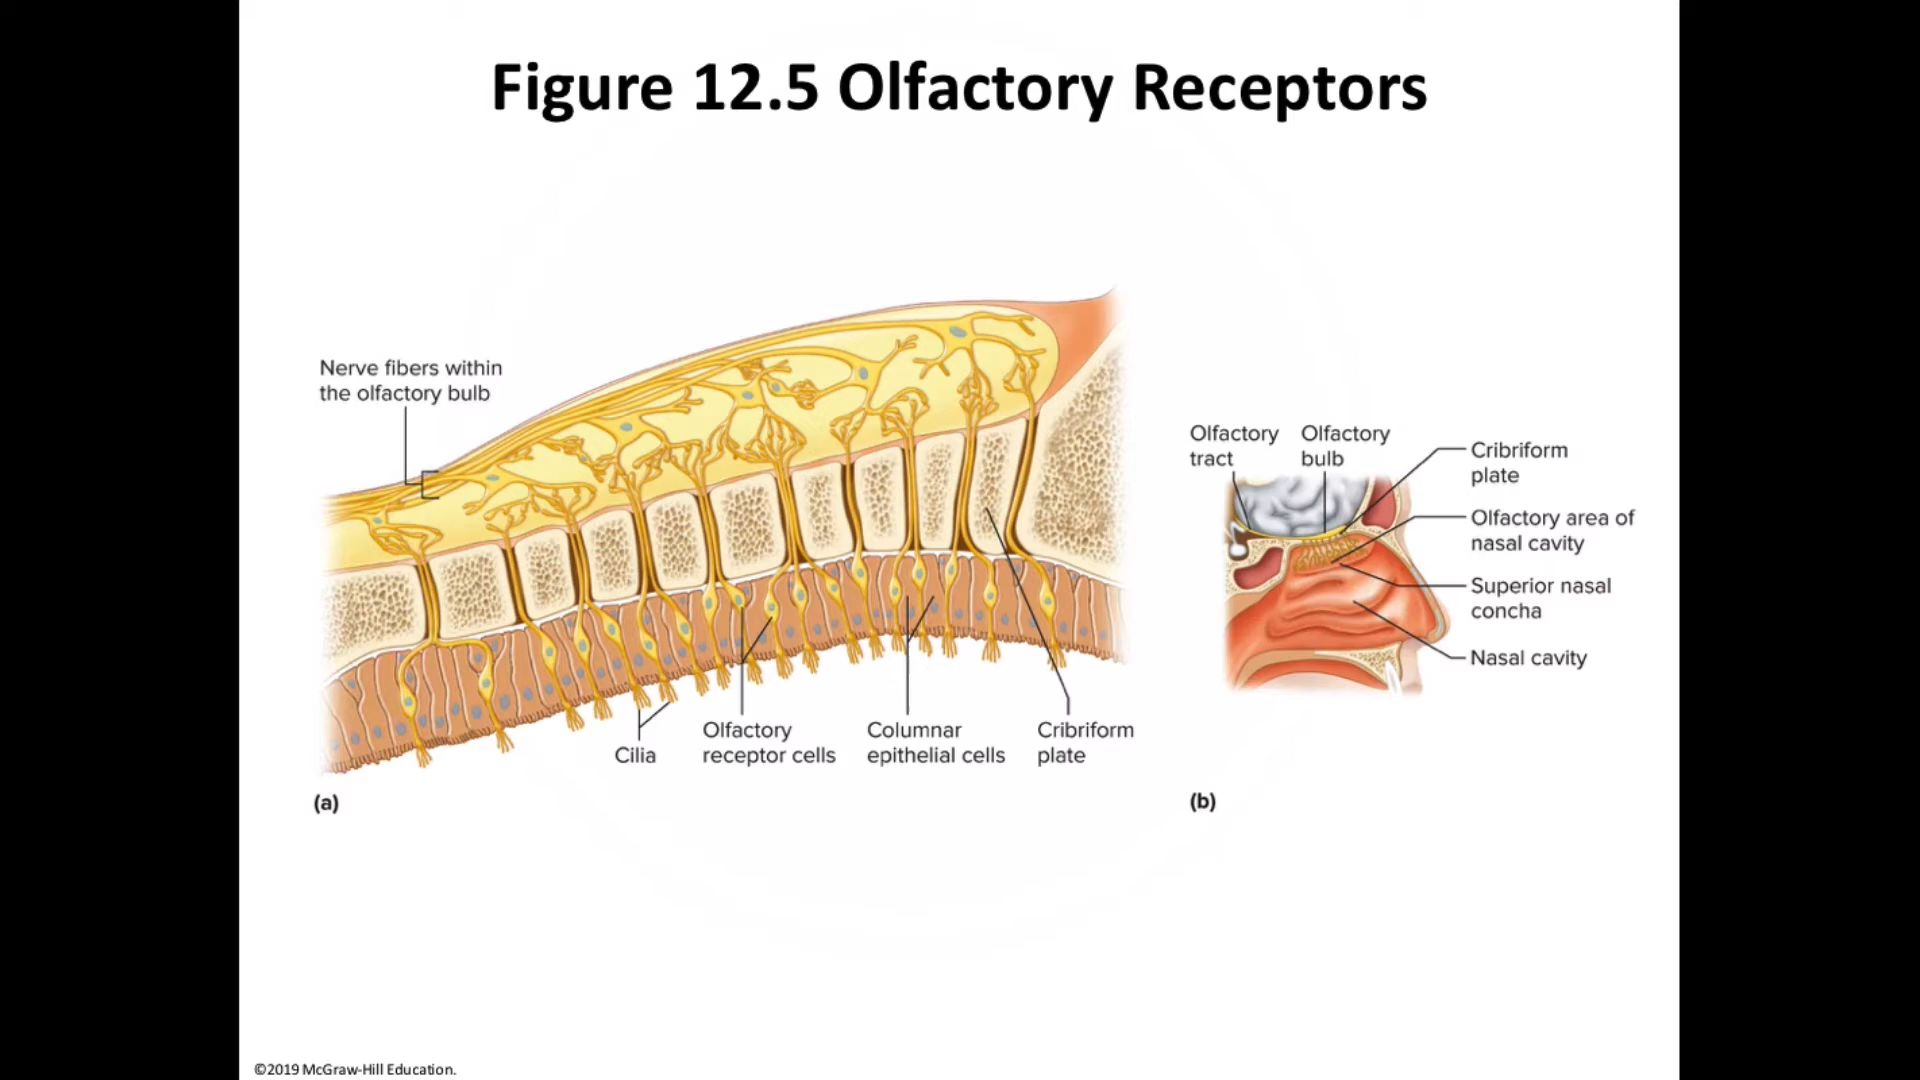 Figure 12.5 Olfactory Receptors
Nerve fibers within
the olfactory bulb
Cilia
Olfactory
receptor cells
Columnar
epithelial cells
Cribriform
plate
(a)
Olfactory
tract
Olfactory
bulb
Cribriform
plate
Olfactory area of
nasal cavity
Superior nasal
concha
Nasal cavity
(b)
©2019 McGraw-Hill Education.